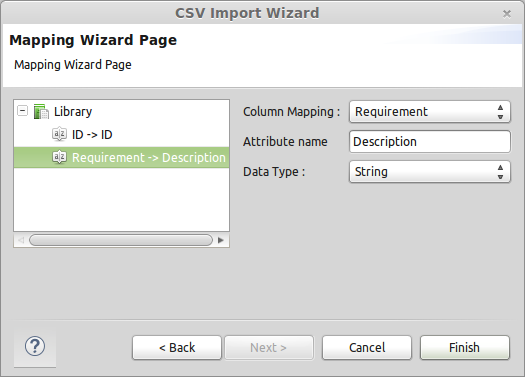 CSV Import Wizard
Mapping Wizard Page
Mapping Wizard Page
Library
ID -> ID
Requirement -> Description
Column Mapping :
Requirement
Attribute name
Description
Data Type :
String
< Back
Next >
Cancel
Finish